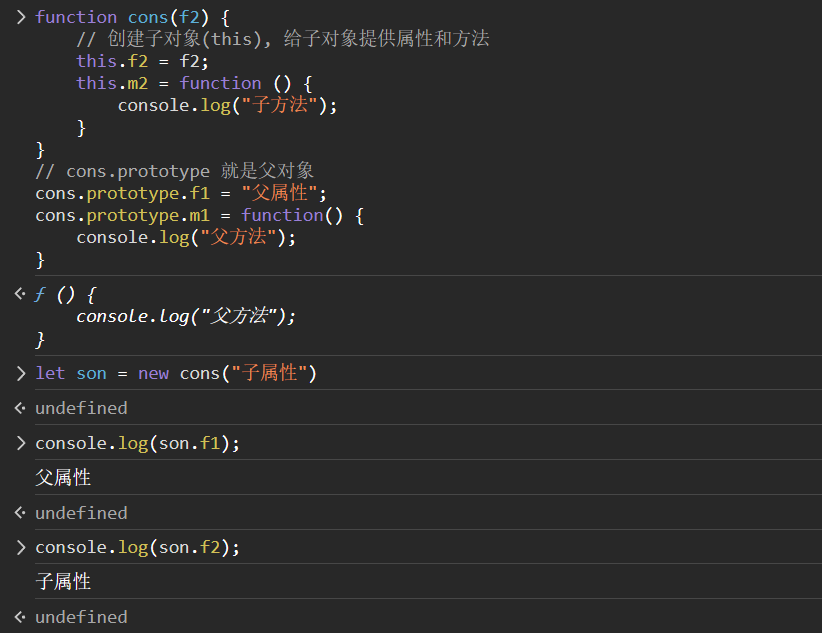 function cons(f2) {
    // 创建子对象(this), 给子对象提供属性和方法
    this.f2 = f2;
    this.m2 = function () {
        console.log("子方法");
    }
}
// cons.prototype 就是父对象
cons.prototype.f1 = "父属性";
cons.prototype.m1 = function() {
    console.log("父方法");
}
ƒ () {
    console.log("父方法");
}
let son = new cons("子属性")
undefined
console.log(son.f1);
父属性
undefined
console.log(son.f2);
子属性
undefined